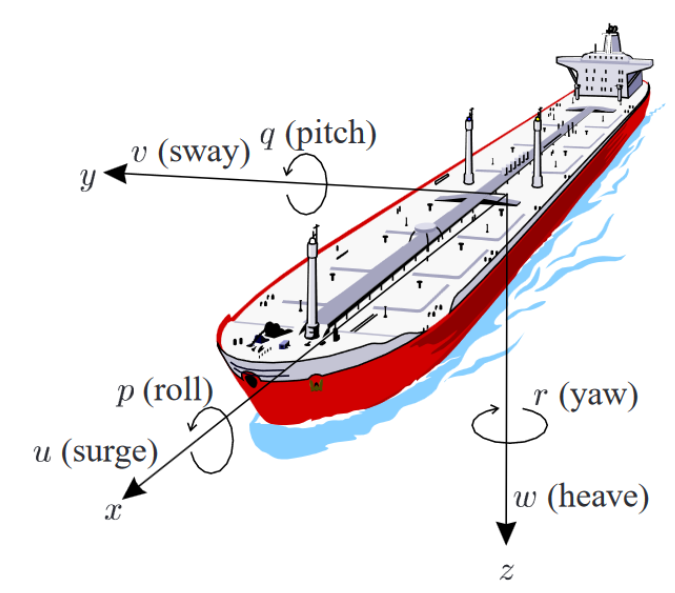 q (pitch)
v (sway)
y
p (roll)
r (yaw)
u (surge)
w (heave)
x
z